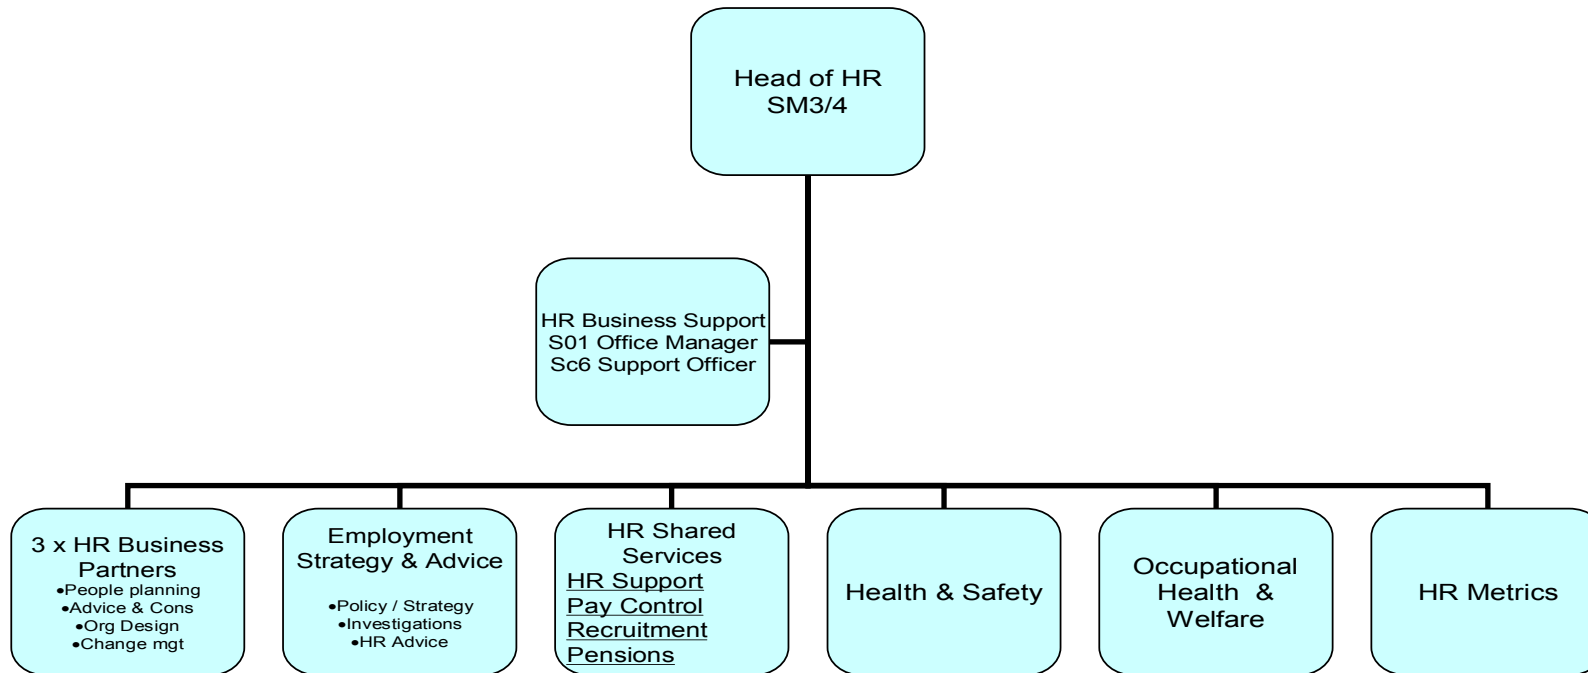 Head of HR
SM3/4
HR Business Support
S01 Office Manager
Sc6 Support Officer
3 x HR Business
Partners
•People planning
•Advice & Cons
•Org Design
•Change mgt
Employment
Strategy & Advice
•Policy / Strategy
•Investigations
•HR Advice
HR Shared
Services
HR Support
Pay Control
Recruitment
Pensions
Health & Safety
Occupational
Health &
Welfare
HR Metrics